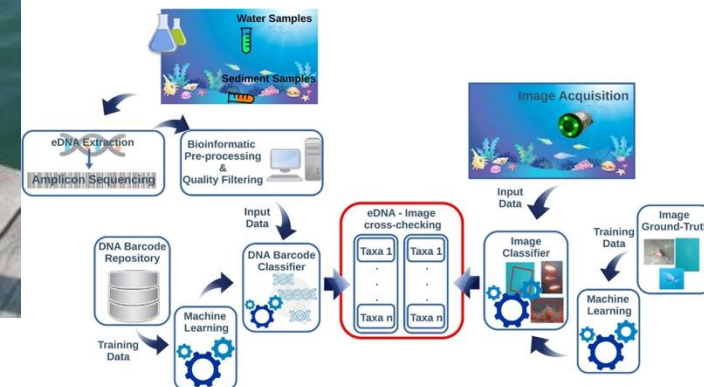 Water Samples
Sediment Samples
eDNA Extraction
Amplicon Sequencing
Bioinformatic
Pre-processing
&
Quality Filtering
Input
Data
DNA Barcode
Repository
Training
Data
Machine
Learning
DNA Barcode
Classifier
eDNA - Image
cross-checking
Taxa 1
Taxa 1
.
.
.
.
Taxa n
Taxa n
Image Acquisition
Input
Data
Image
Classifier
Training
Data
Image
Ground-Truth
Machine
Learning